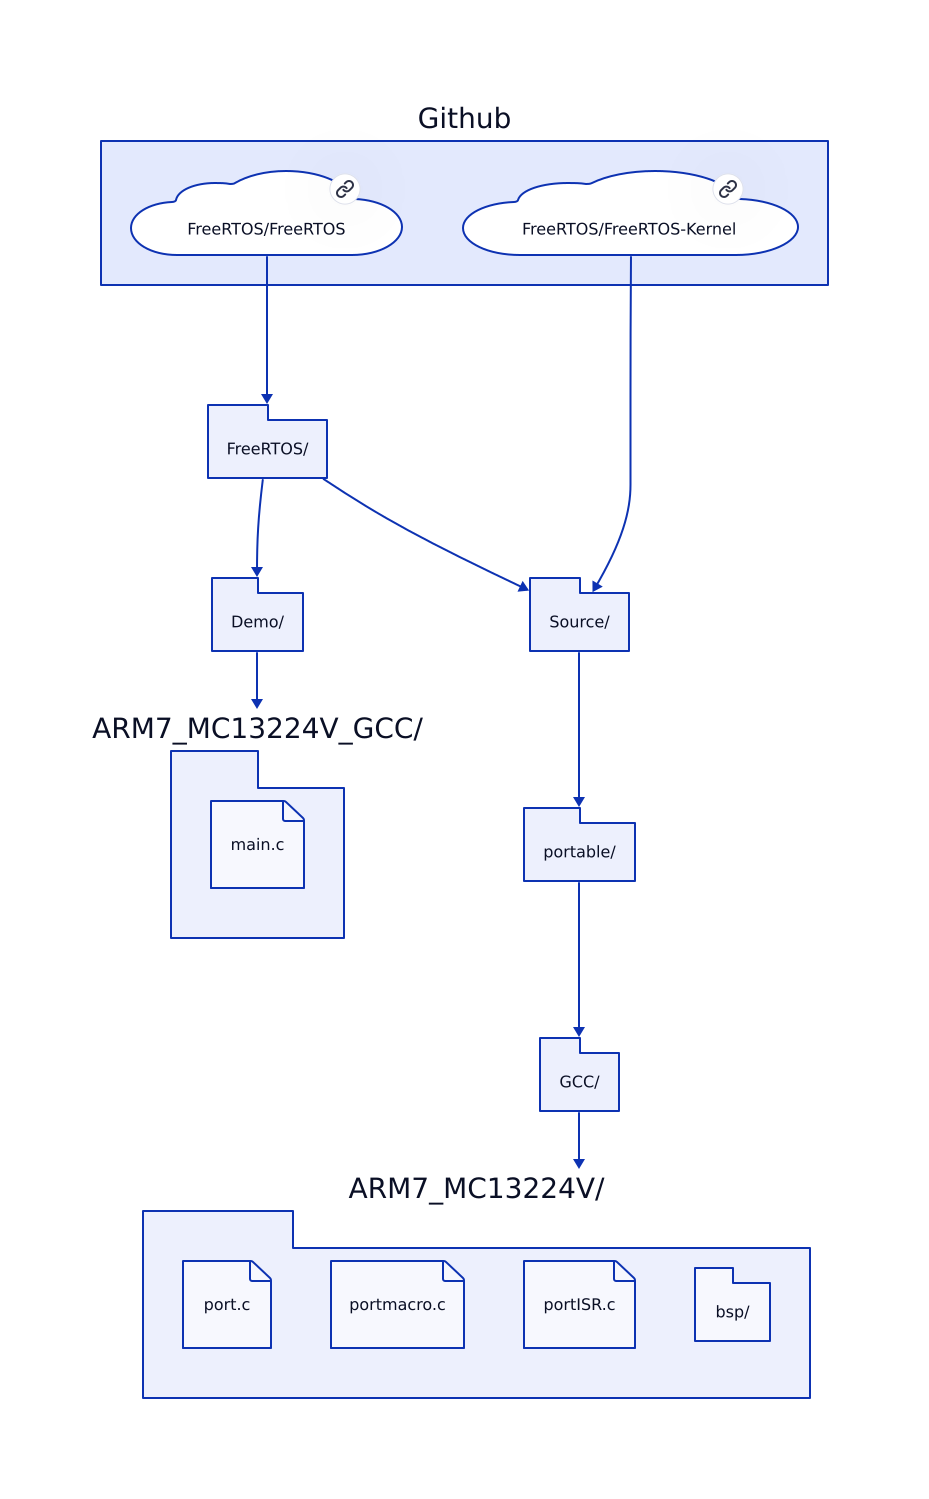 Github
FreeRTOS/FreeRTOS
FreeRTOS/FreeRTOS-Kernel
FreeRTOS/
Demo/
Source/
ARM7_MC13224V_GCC/
main.c
portable/
GCC/
ARM7_MC13224V/
port.c
portmacro.c
portISR.c
bsp/